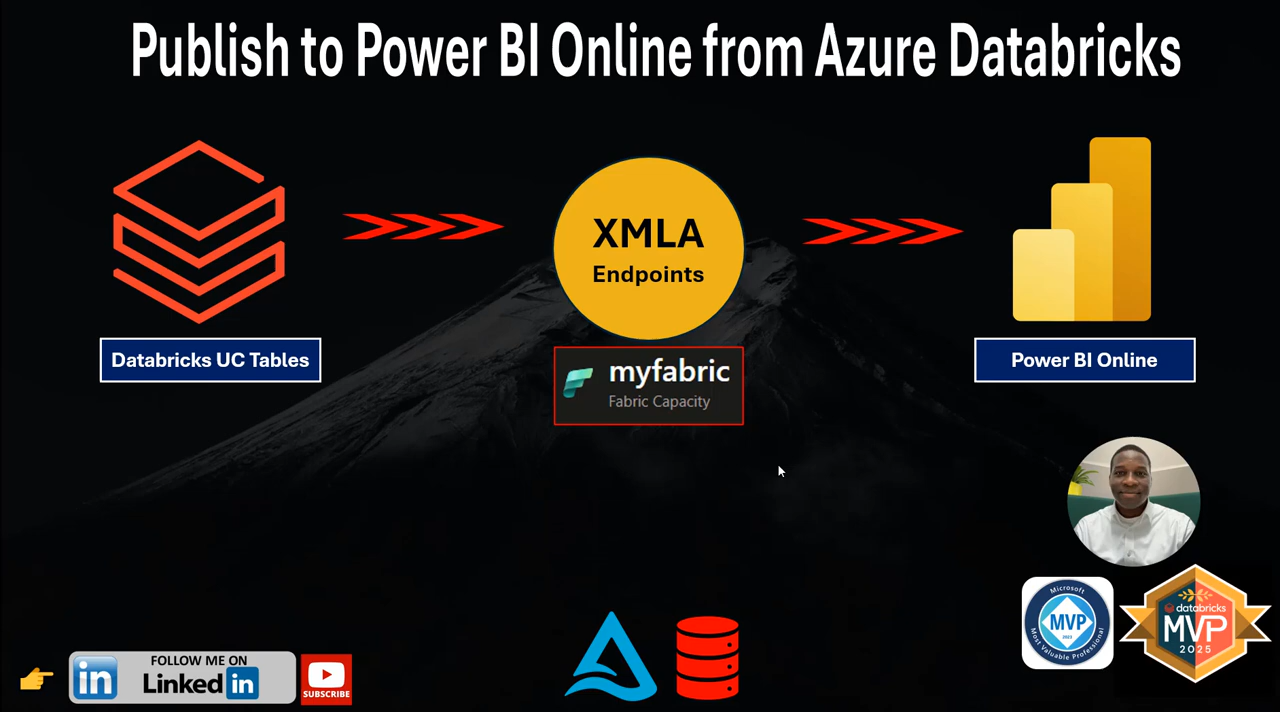 Publish to Power BI Online from Azure Databricks
XMLA
Endpoints
Databricks UC Tables
myfabric
Fabric Capacity
Power BI Online
Microsoft
MVP
2023
Most Valuable Professional
databricks
MVP
2025
in
FOLLOW ME ON
Linked in
SUBSCRIBE